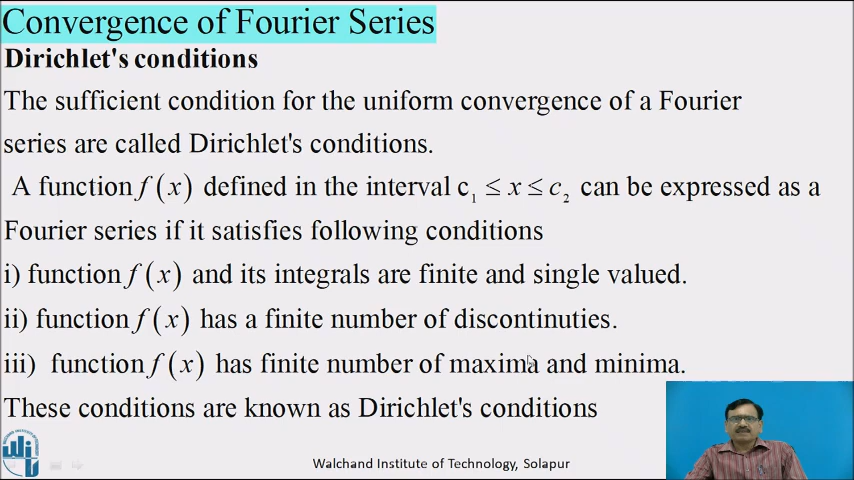 Convergence of Fourier Series
Dirichlet's conditions
The sufficient condition for the uniform convergence of a Fourier
series are called Dirichlet's conditions.
A function f(x) defined in the interval c₁ ≤ x ≤ c₂ can be expressed as a
Fourier series if it satisfies following conditions
i) function f(x) and its integrals are finite and single valued.
ii) function f(x) has a finite number of discontinuties.
iii) function f(x) has finite number of maxima and minima.
These conditions are known as Dirichlet's conditions
Walchand Institute of Technology, Solapur